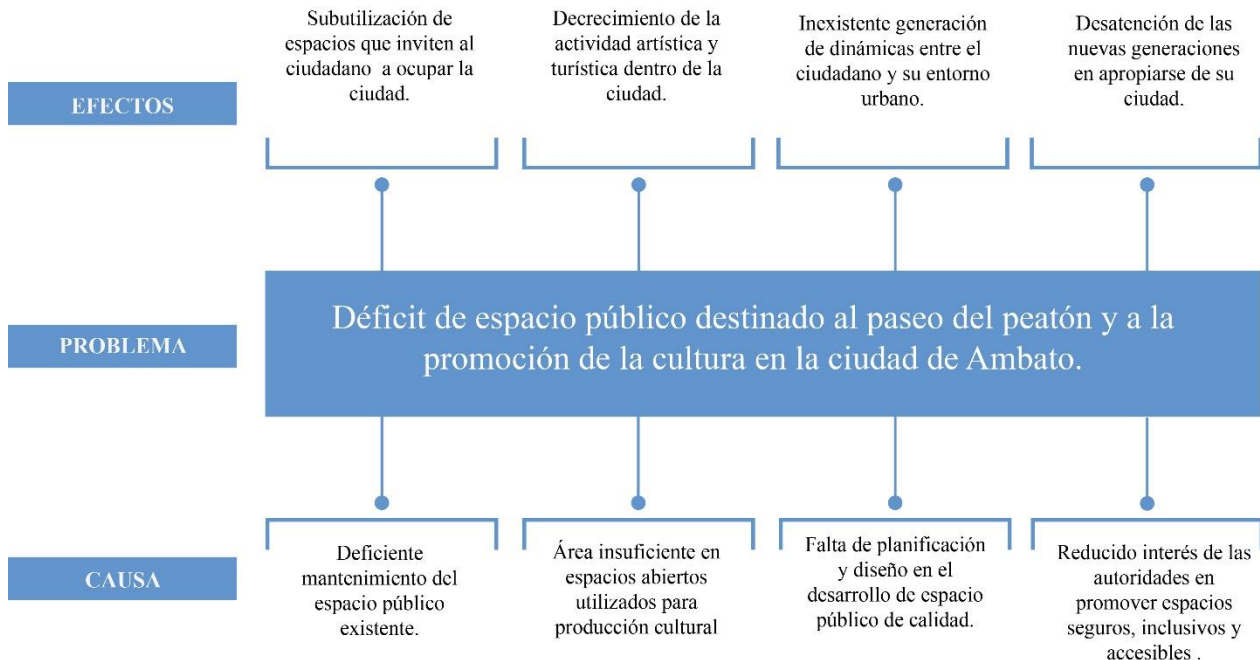 Subutilización de
espacios que inviten al
ciudadano a ocupar la
ciudad.
Decrecimiento de la
actividad artística y
turística dentro de la
ciudad.
Inexistente generación
de dinámicas entre el
ciudadano y su entorno
urbano.
Desatención de las
nuevas generaciones
en apropiarse de su
ciudad.
EFECTOS
PROBLEMA
Déficit de espacio público destinado al paseo del peatón y a la
promoción de la cultura en la ciudad de Ambato.
CAUSA
Deficiente
mantenimiento del
espacio público
existente.
Área insuficiente en
espacios abiertos
utilizados para
producción cultural
Falta de planificación
y diseño en el
desarrollo de espacio
público de calidad.
Reducido interés de las
autoridades en
promover espacios
seguros, inclusivos y
accesibles .